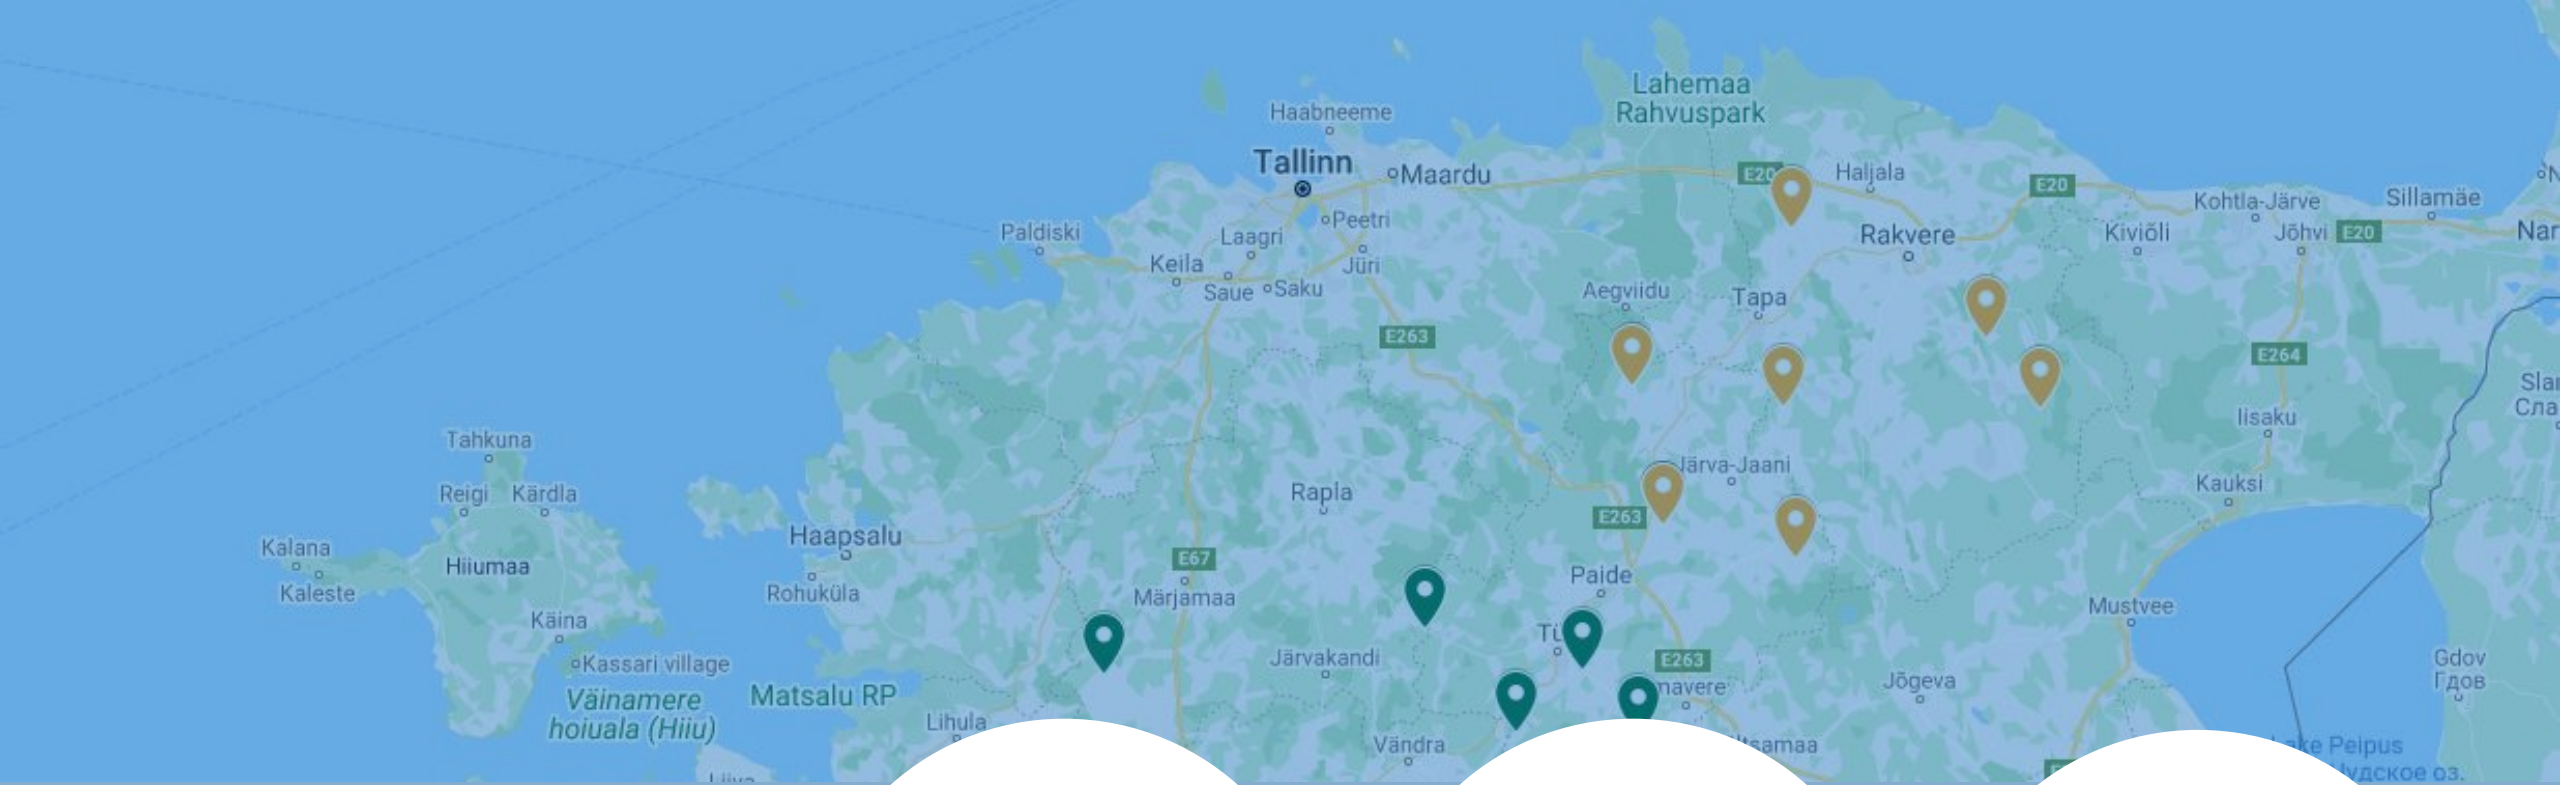 Lahemaa
Rahvuspark
Haabneeme
Tallinn
Maardu
E20
Haljala
E20
Kohtla-Järve
Sillamäe
Peetri
Paldiski
Laagri
Rakvere
Kiviõli
Jõhvi
E20
Keila
Jüri
Saue
Saku
Aegviidu
Tapa
E263
E264
Iisaku
Tahkuna
Järva-Jaani
Reigi
Kärdla
Rapla
Kauksi
E263
Haapsalu
Kalana
Hiiumaa
E67
Paide
Kaleste
Rohuküla
Märjamaa
Mustvee
Käina
Kassari village
Järvakandi
E263
Gdov
Гдов
Väinamere
hoiuala (Hiiu)
Matsalu RP
Jõgeva
Lihula
Vändra
Peipus
оз.